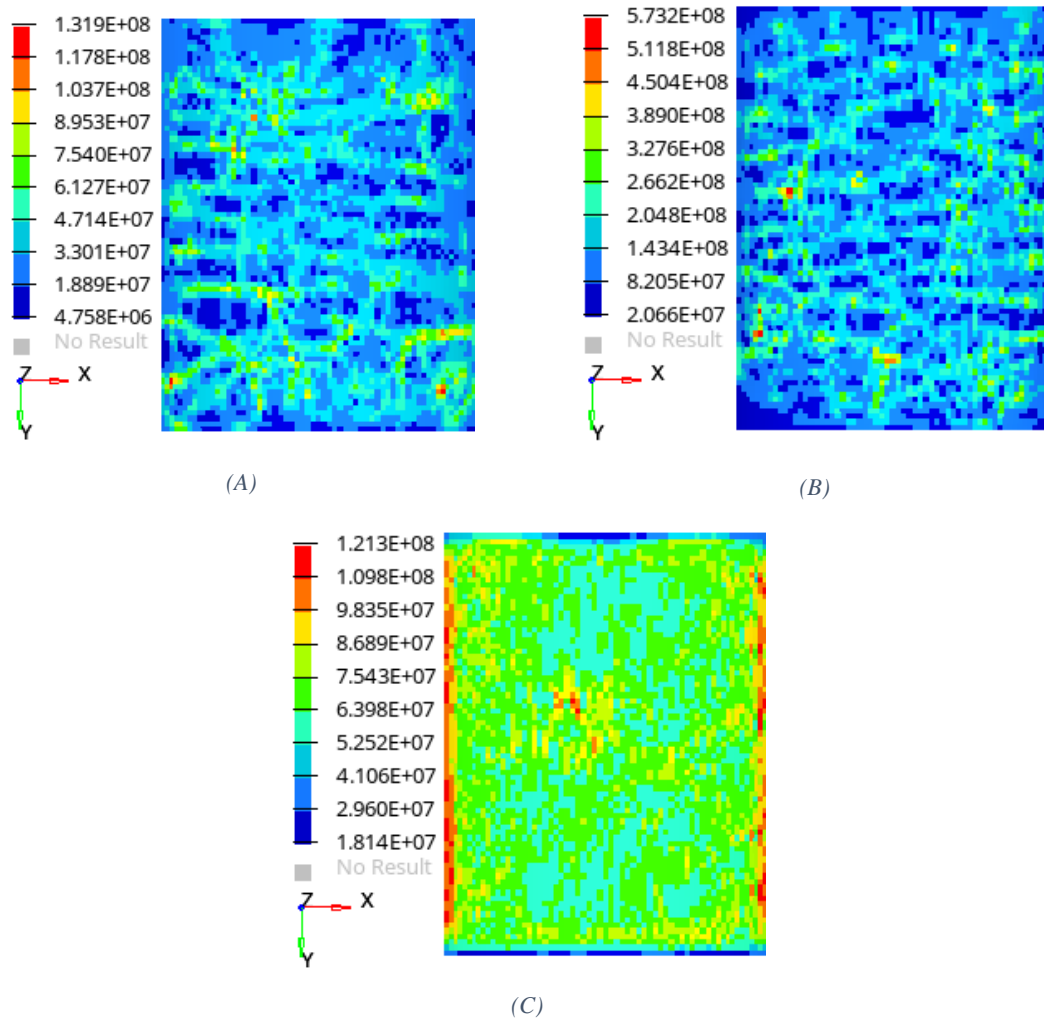 1.319E+08
1.178E+08
1.037E+08
8.953E+07
7.540E+07
6.127E+07
4.714E+07
3.301E+07
1.889E+07
4.758E+06
No Result
Z X
Y
(A)
5.732E+08
5.118E+08
4.504E+08
3.890E+08
3.276E+08
2.662E+08
2.048E+08
1.434E+08
8.205E+07
2.066E+07
No Result
Z X
Y
(B)
1.213E+08
1.098E+08
9.835E+07
8.689E+07
7.543E+07
6.398E+07
5.252E+07
4.106E+07
2.960E+07
1.814E+07
No Result
Z X
Y
(C)